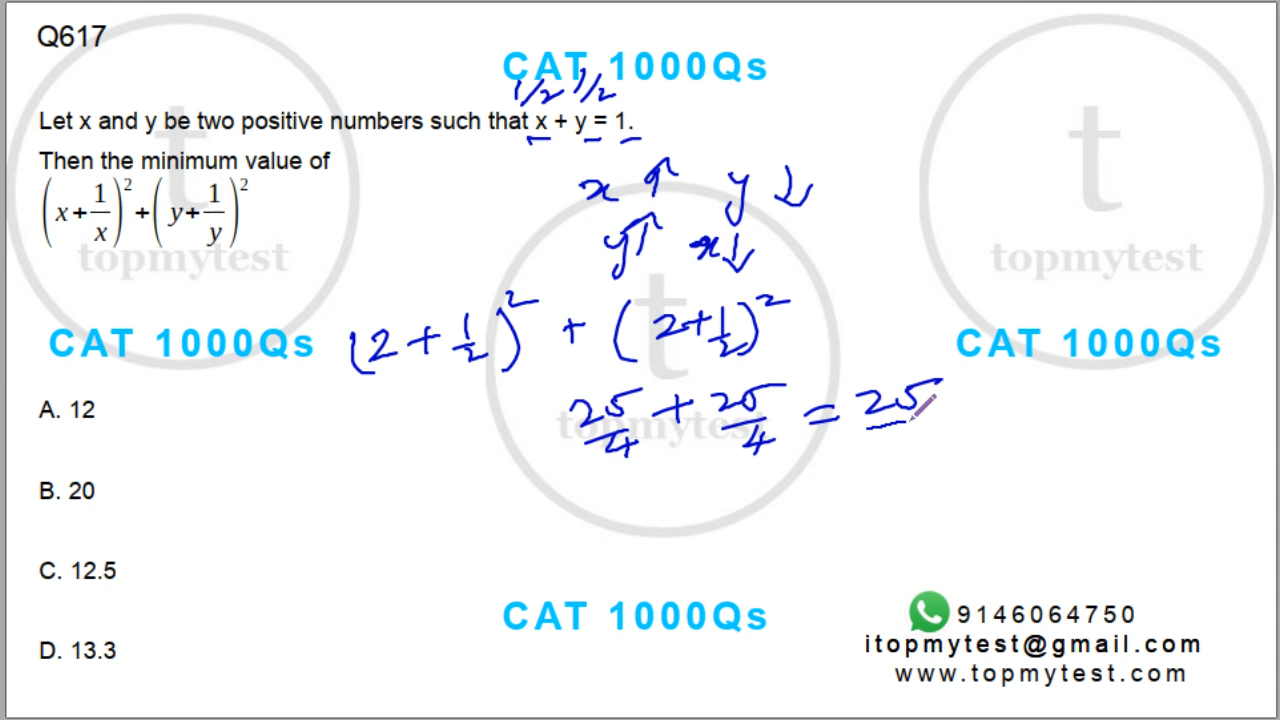 Q617
CAT 1000Qs
1/2 1/2
Let x and y be two positive numbers such that x + y = 1.
Then the minimum value of
(x+1/x)²+(y+1/y)²
x ↑ y ↓
y↑ x↓
topmytest
topmytest
CAT 1000Qs
(2+1/2)² + (2+1/2)²
CAT 1000Qs
A. 12
25/4 + 25/4 = 25
topmytest
B. 20
C. 12.5
CAT 1000Qs
9146064750
itopmytest@gmail.com
D. 13.3
www.topmytest.com